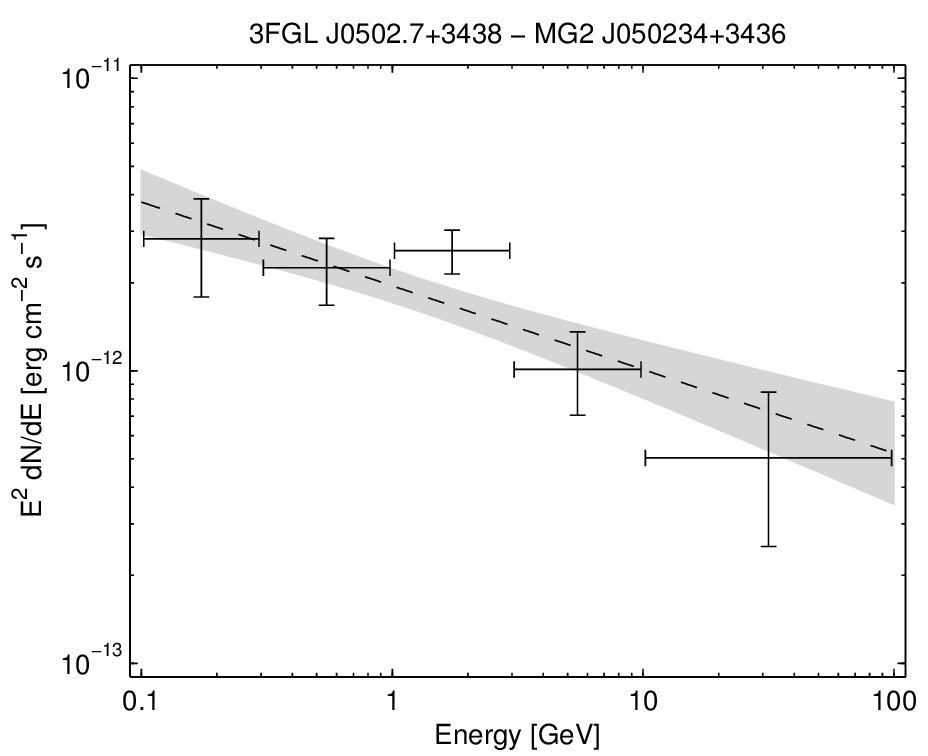 3FGL J0502.7+3438 − MG2 J050234+3436
10⁻¹¹
10⁻¹²
10⁻¹³
E² dN/dE [erg cm⁻² s⁻¹]
0.1 1 10 100
Energy [GeV]